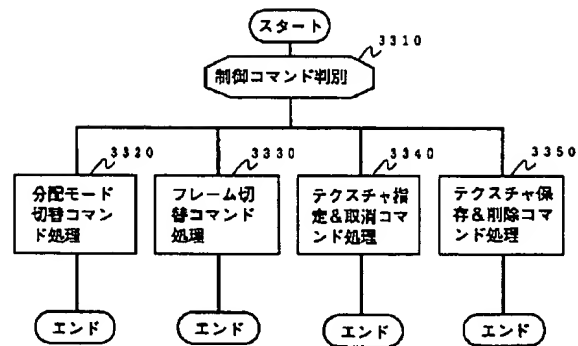 スタート
3310
制御コマンド判別
3320
3330
3340
3350
分配モード
切替コマン
ド処理
フレーム切
替コマンド
処理
テクスチャ指
定&取消コマ
ンド処理
テクスチャ保
存&削除コマ
ンド処理
エンド
エンド
エンド
エンド